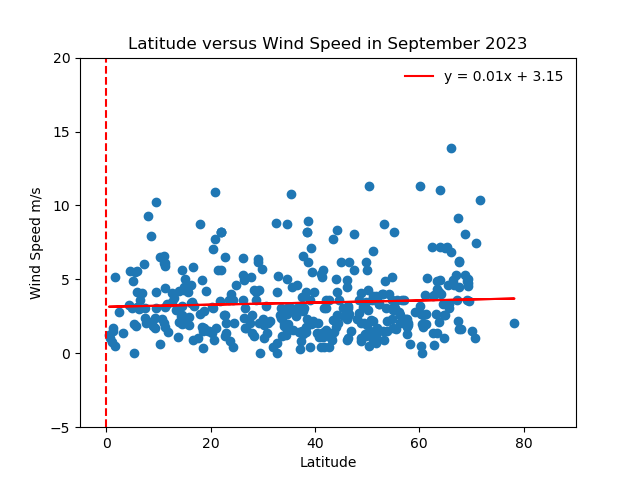 Latitude versus Wind Speed in September 2023
y = 0.01x + 3.15
20
15
10
5
0
−5
Wind Speed m/s
0 20 40 60 80
Latitude